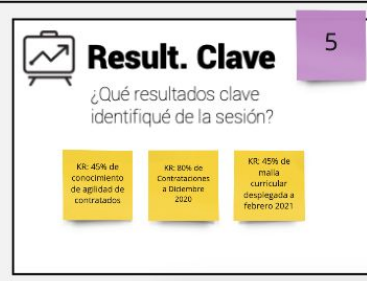 Result. Clave
5
¿Qué resultados clave
identifiqué de la sesión?
KR: 45% de
conocimiento
de agilidad de
contratados
KR: 80% de
Contrataciones
a Diciembre
2020
KR: 45% de
malla
curricular
desplegada a
febrero 2021